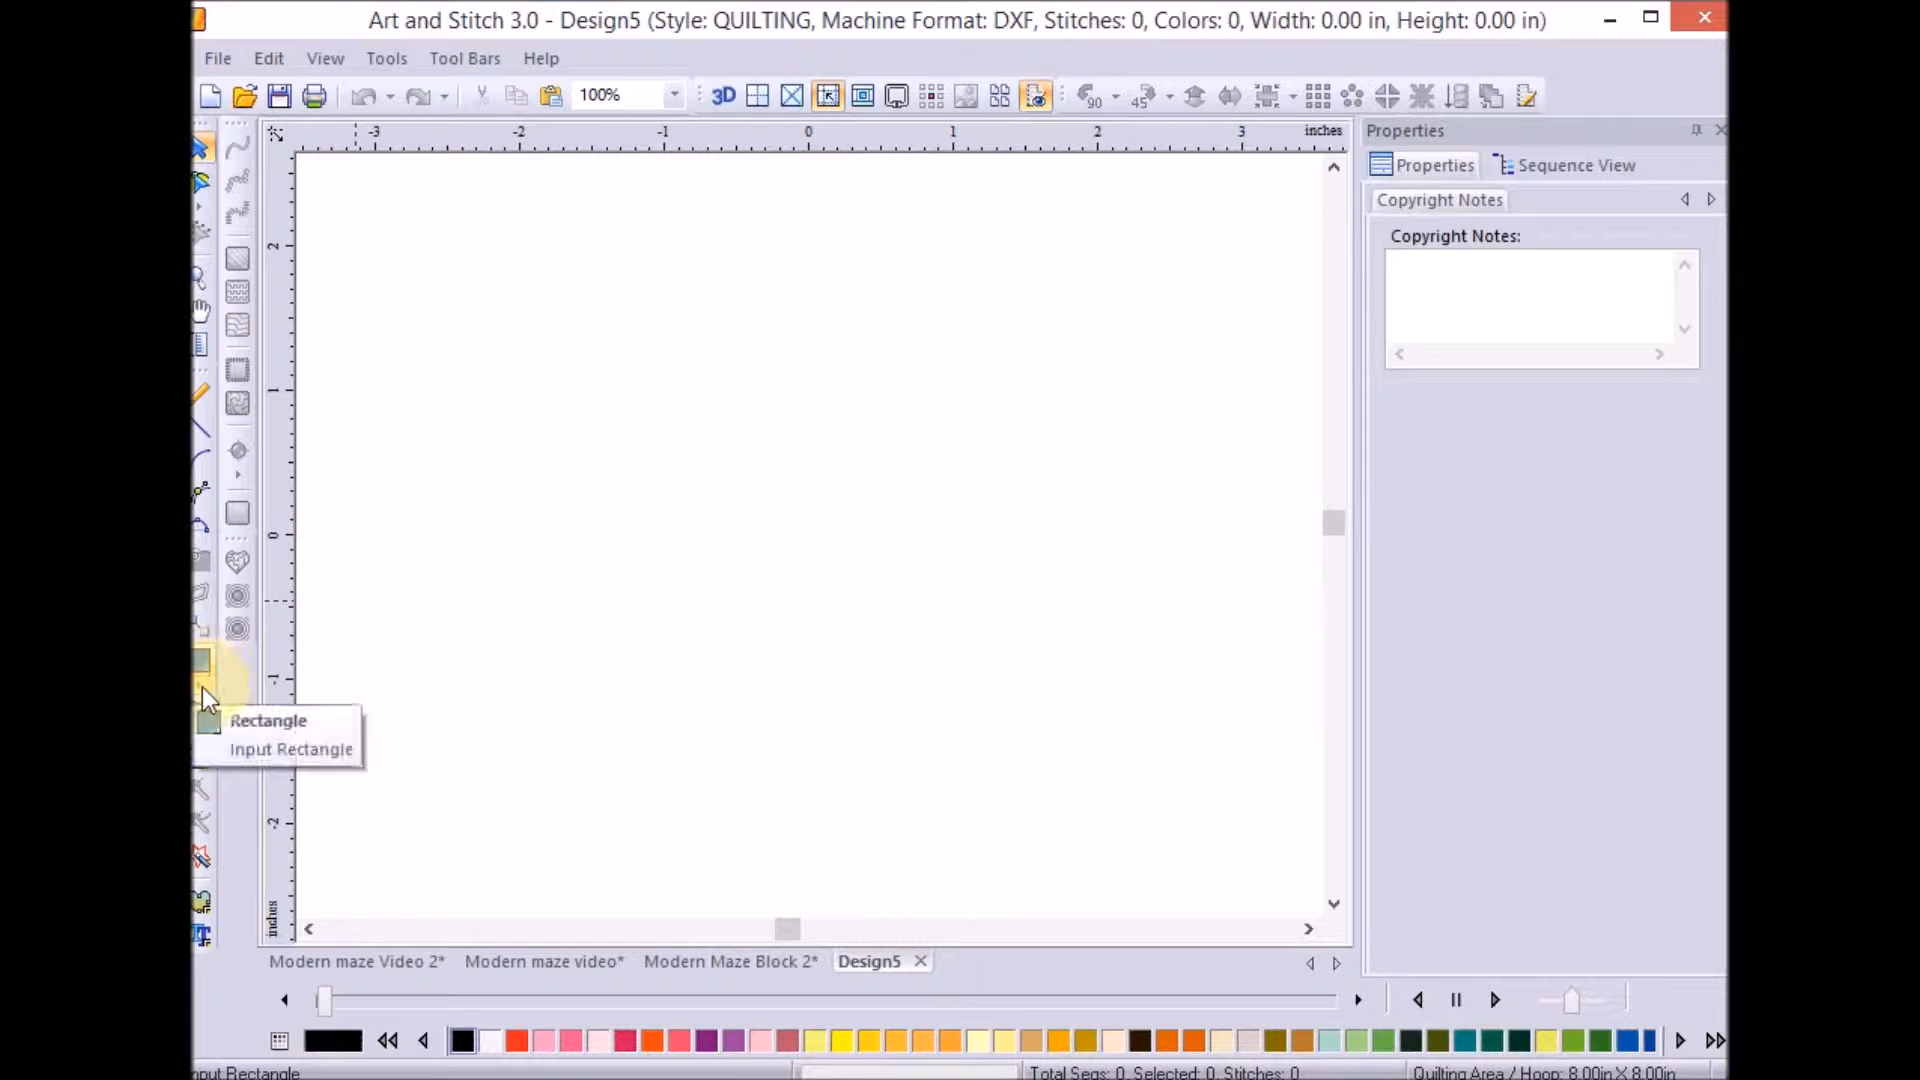 Art and Stitch 3.0 - Design5 (Style: QUILTING, Machine Format: DXF, Stitches: 0, Colors: 0, Width: 0.00 in, Height: 0.00 in)
File Edit View Tools Tool Bars Help
100% 3D 90 45
-3 -2 -1 0 1 2 3 inches
Properties
Properties Sequence View
Copyright Notes
Copyright Notes:
2
1
0
-1
Rectangle
Input Rectangle
-2
inches
Modern maze Video 2* Modern maze video* Modern Maze Block 2* Design5
nput Rectangle Total Segs: 0, Selected: 0, Stitches: 0 Quilting Area / Hoop: 8.00in X 8.00in